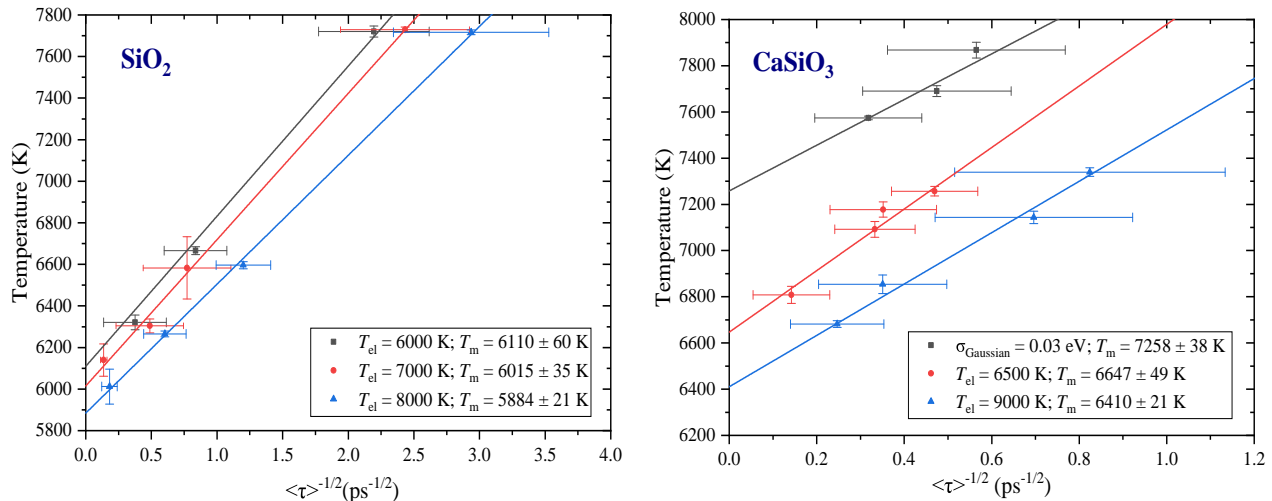 SiO2
Temperature (K)
7800
7600
7400
7200
7000
6800
6600
6400
6200
6000
5800
0.0 0.5 1.0 1.5 2.0 2.5 3.0 3.5 4.0
<τ>-1/2(ps-1/2)
Tel = 6000 K; Tm = 6110 ± 60 K
Tel = 7000 K; Tm = 6015 ± 35 K
Tel = 8000 K; Tm = 5884 ± 21 K
CaSiO3
Temperature (K)
8000
7800
7600
7400
7200
7000
6800
6600
6400
6200
0.0 0.2 0.4 0.6 0.8 1.0 1.2
<τ>-1/2 (ps-1/2)
σGaussian = 0.03 eV; Tm = 7258 ± 38 K
Tel = 6500 K; Tm = 6647 ± 49 K
Tel = 9000 K; Tm = 6410 ± 21 K